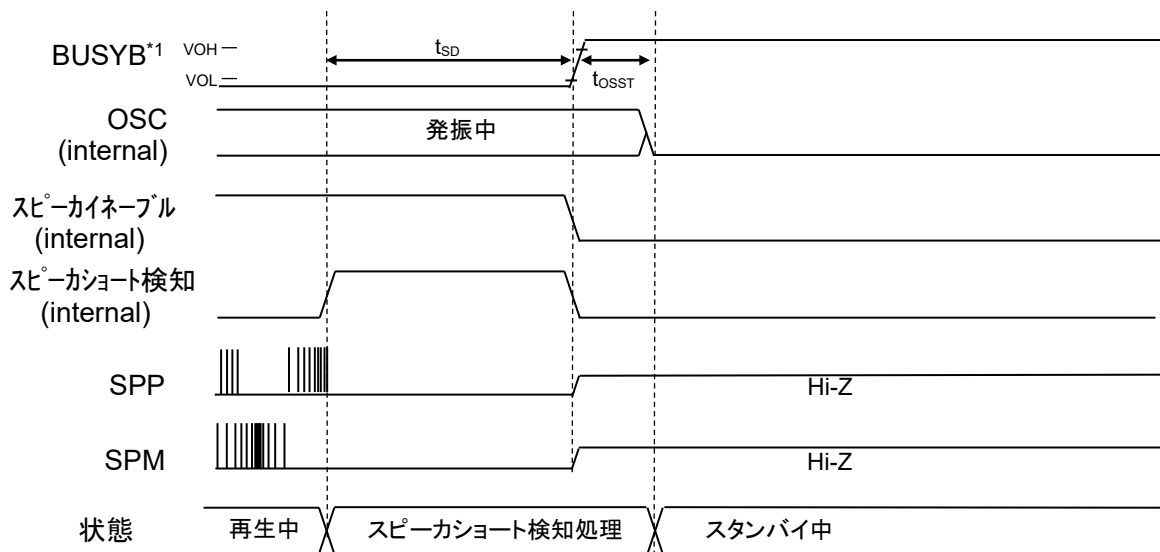 BUSYB*1 VOH VOL tSD tOSST
OSC
(internal)
発振中
スピーカイネーブル
(internal)
スピーカショート検知
(internal)
SPP Hi-Z
SPM Hi-Z
状態 再生中 スピーカショート検知処理 スタンバイ中